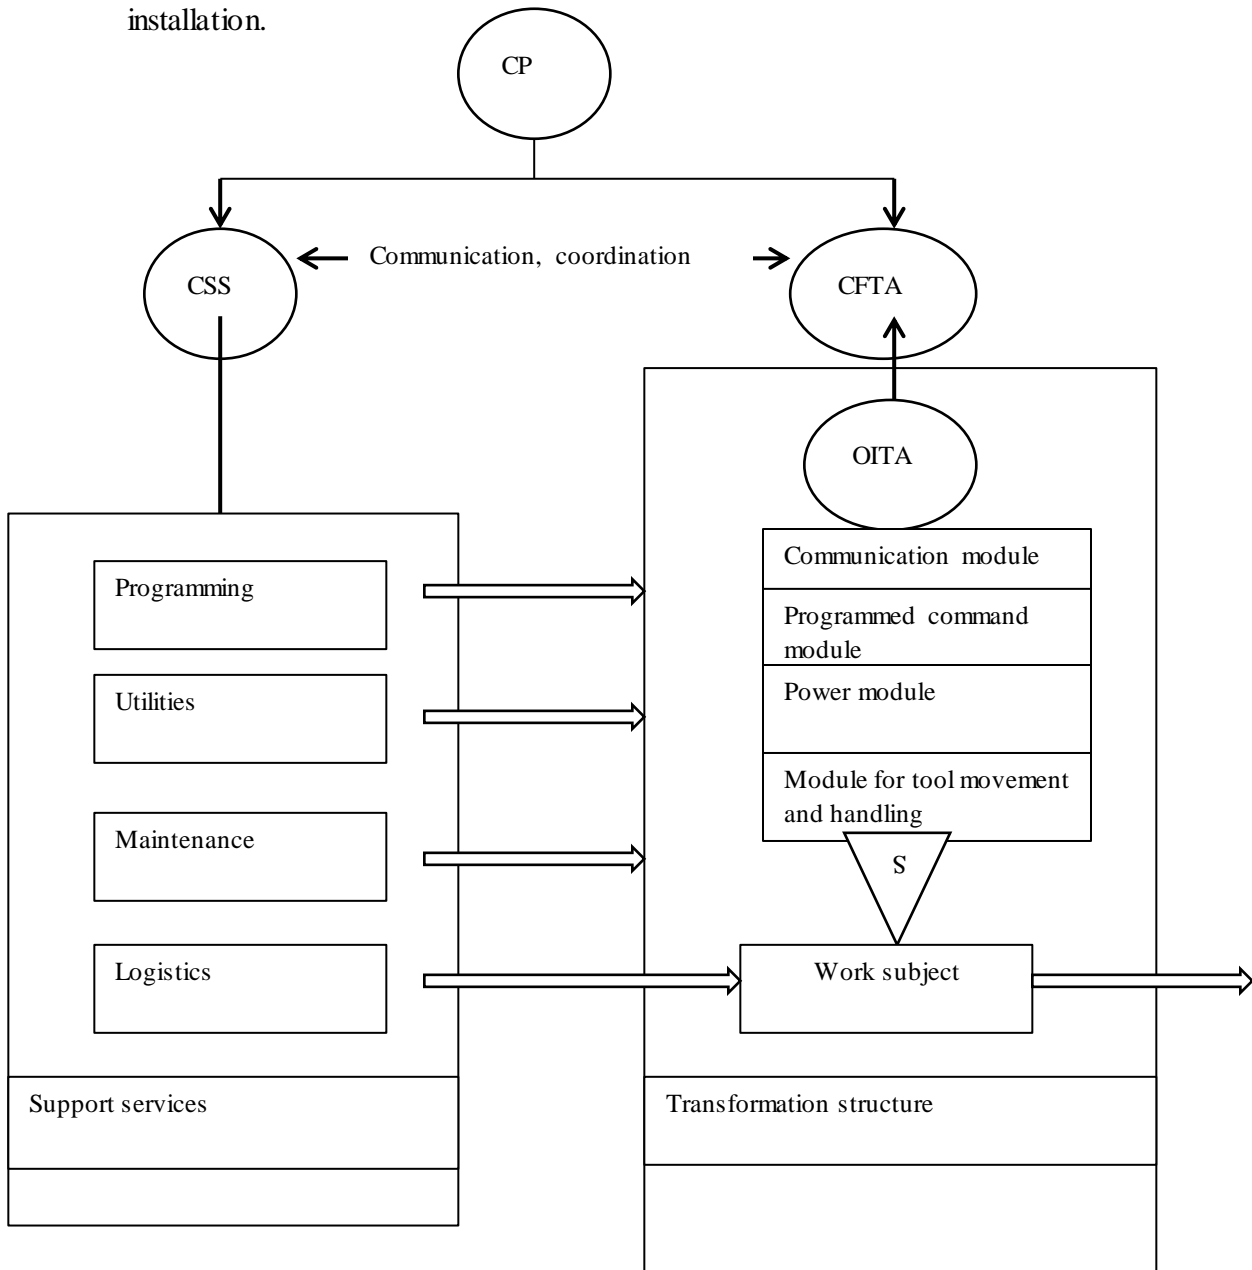 installation.
CP
Communication, coordination
CSS
CFTA
OITA
Programming
Utilities
Maintenance
Logistics
Support services
Communication module
Programmed command
module
Power module
Module for tool movement
and handling
S
Work subject
Transformation structure